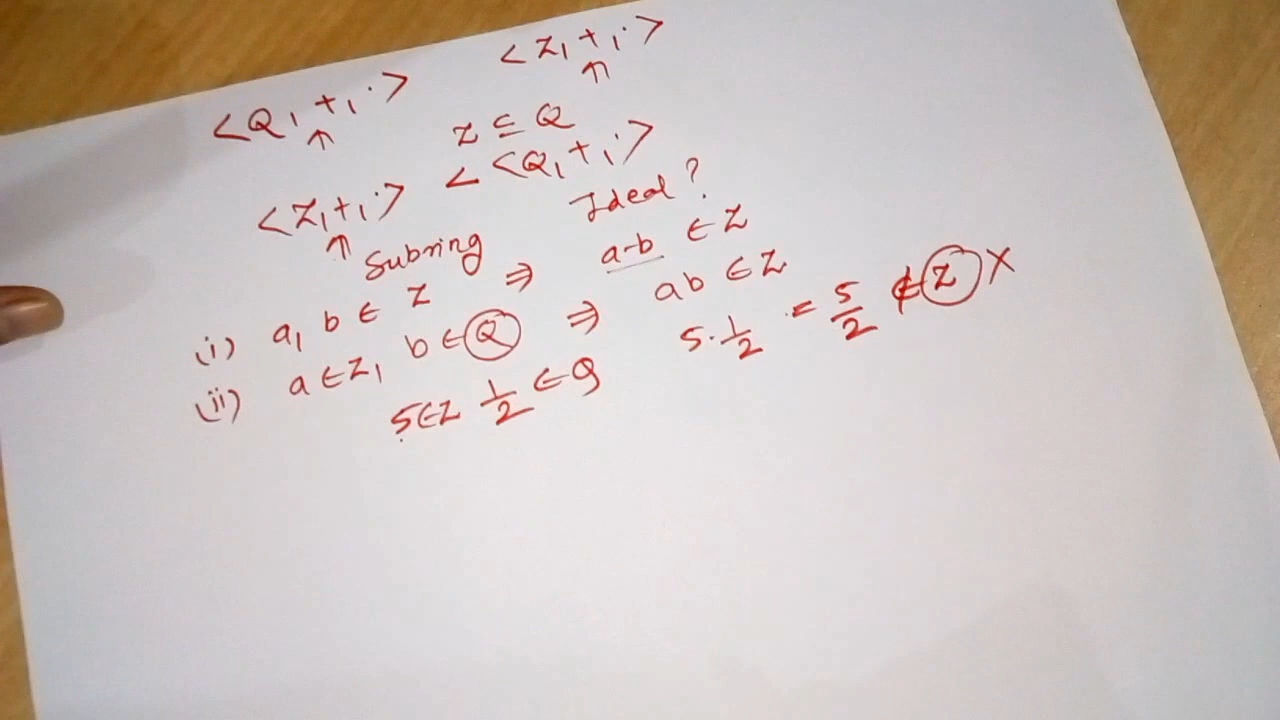 <Q, +, ·> <Z, +, ·>
↑ ↑
Z ⊆ Q
<Z, +, ·> < <Q, +, ·>
↑ Subring Ideal?
(i) a, b ∈ Z ⇒ a-b ∈ Z
(ii) a ∈ Z, b ∈ Q ⇒ ab ∈ Z
5 ∈ Z 1/2 ∈ Q 5·1/2 = 5/2 ∉ Z X